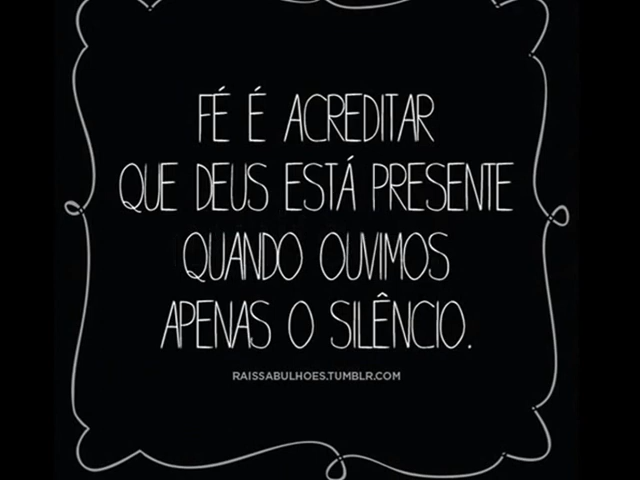 FÉ É ACREDITAR
QUE DEUS ESTÁ PRESENTE
QUANDO OUVIMOS
APENAS O SILÊNCIO.
RAISSABULHOES.TUMBLR.COM